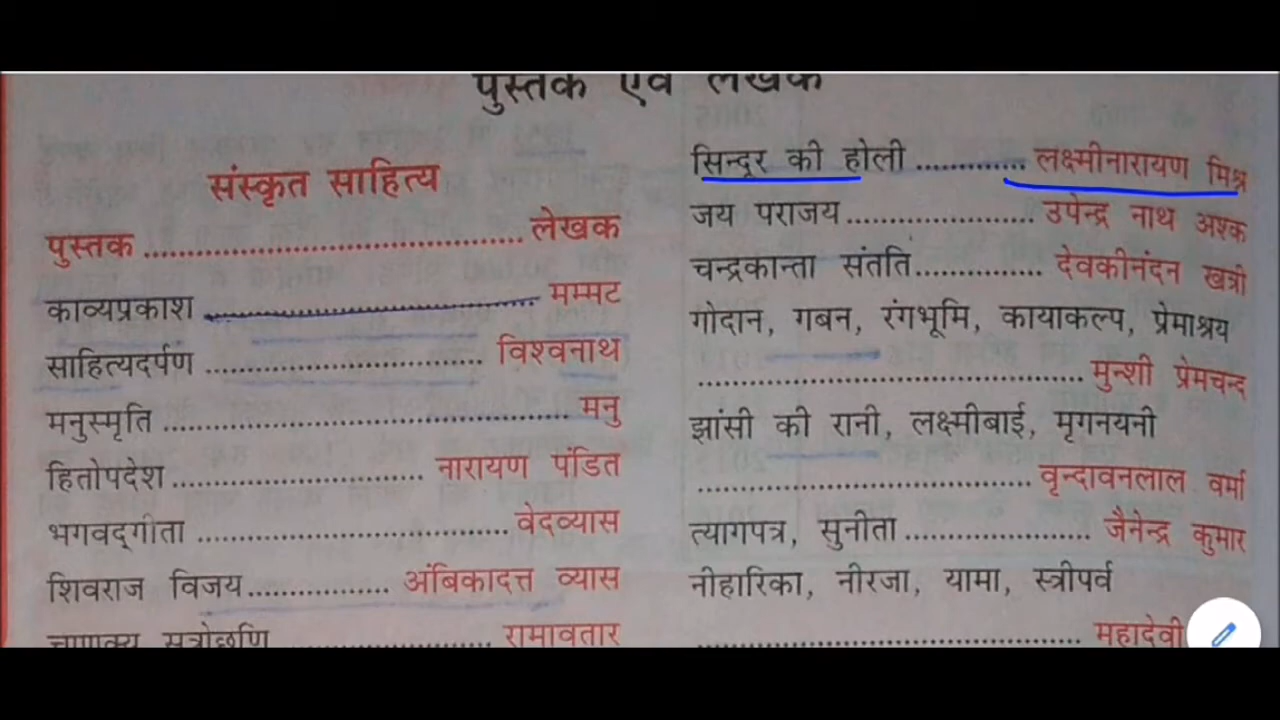 पुस्तक एवं लेखक
संस्कृत साहित्य
पुस्तक ........................................ लेखक
काव्यप्रकाश ........................................ मम्मट
साहित्यदर्पण ................................ विश्वनाथ
मनुस्मृति ............................................... मनु
हितोपदेश............................ नारायण पंडित
भगवद्‌गीता ................................... वेदव्यास
शिवराज विजय................ अंबिकादत्त व्यास
......................... रामावतार
सिन्दूर की होली ............ लक्ष्मीनारायण मिश्र
जय पराजय..................... उपेन्द्र नाथ अश्क
चन्द्रकान्ता संतति.............. देवकीनंदन खत्री
गोदान, गबन, रंगभूमि, कायाकल्प, प्रेमाश्रय
........................................... मुन्शी प्रेमचन्द
झांसी की रानी, लक्ष्मीबाई, मृगनयनी
..................................... वृन्दावनलाल वर्मा
त्यागपत्र, सुनीता..................... जैनेन्द्र कुमार
नीहारिका, नीरजा, यामा, स्त्रीपर्व
........................................... महादेवी